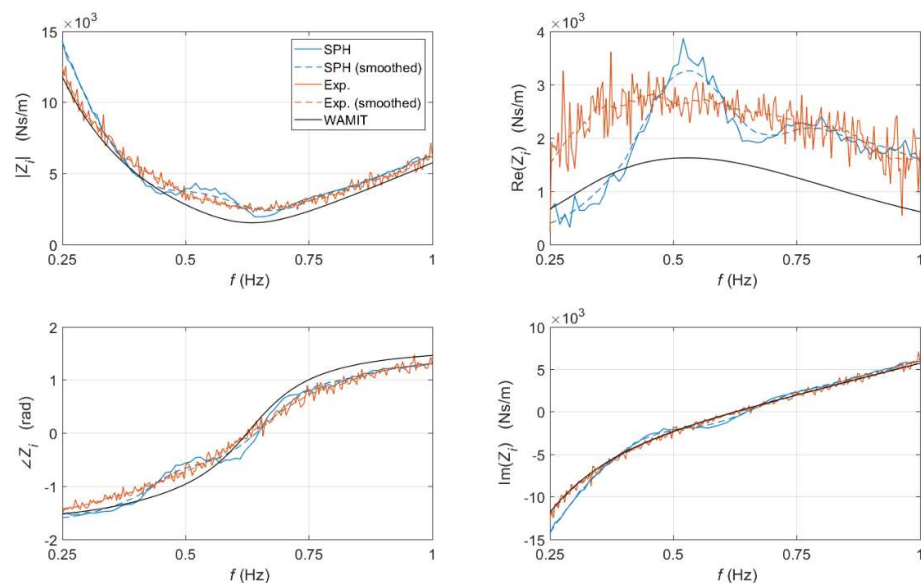 ×10³
15
10
5
0
0.25 0.5 0.75 1
f (Hz)
|Zᵢ| (Ns/m)
SPH
SPH (smoothed)
Exp.
Exp. (smoothed)
WAMIT
×10³
4
3
2
1
0
0.25 0.5 0.75 1
f (Hz)
Re(Zᵢ) (Ns/m)
2
1
0
-1
-2
0.25 0.5 0.75 1
f (Hz)
∠Zᵢ (rad)
×10³
10
5
0
-5
-10
-15
0.25 0.5 0.75 1
f (Hz)
Im(Zᵢ) (Ns/m)